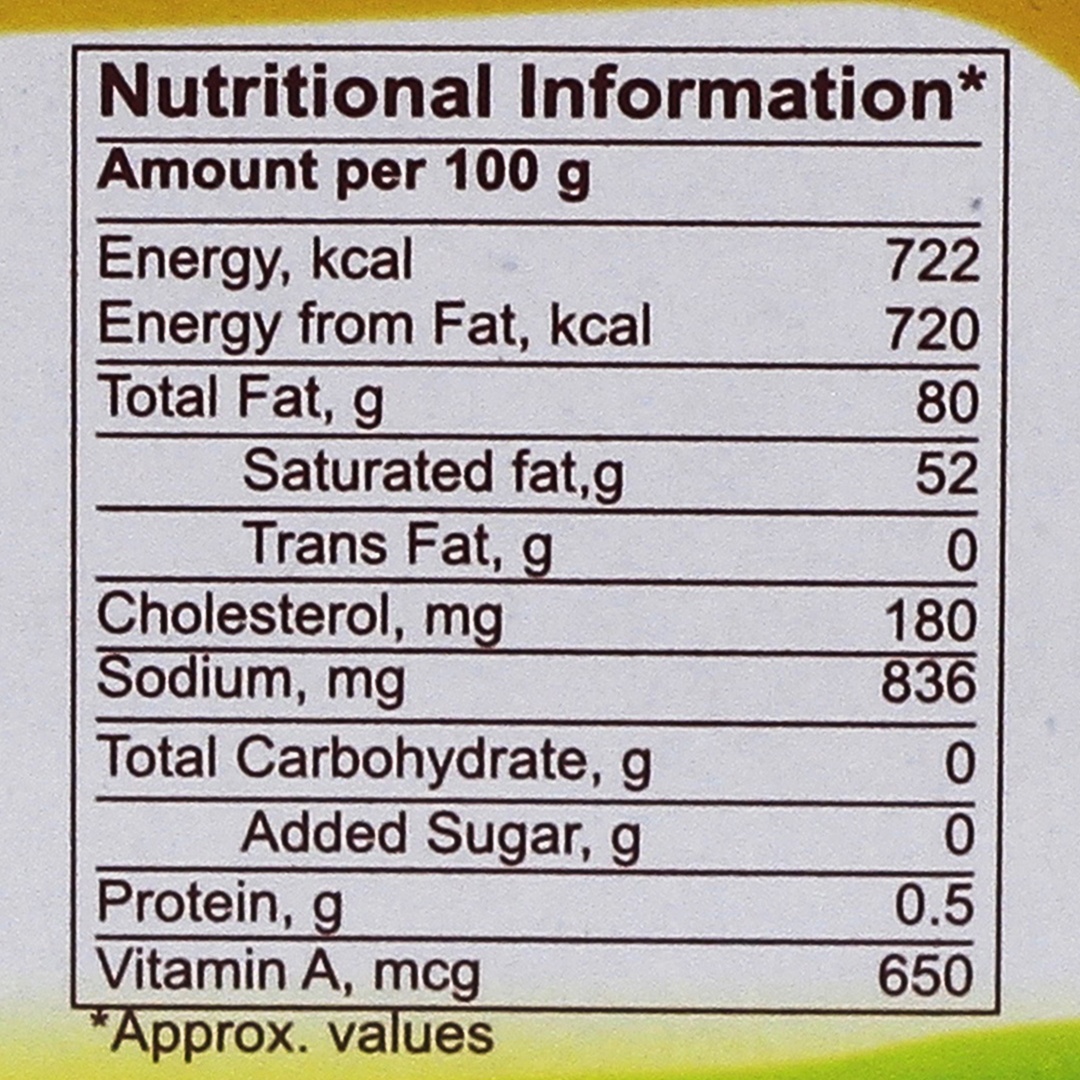 Nutritional Information*
Amount per 100 g
Energy, kcal 722
Energy from Fat, kcal 720
Total Fat, g 80
Saturated fat,g 52
Trans Fat, g 0
Cholesterol, mg 180
Sodium, mg 836
Total Carbohydrate, g 0
Added Sugar, g 0
Protein, g 0.5
Vitamin A, mcg 650
*Approx. values